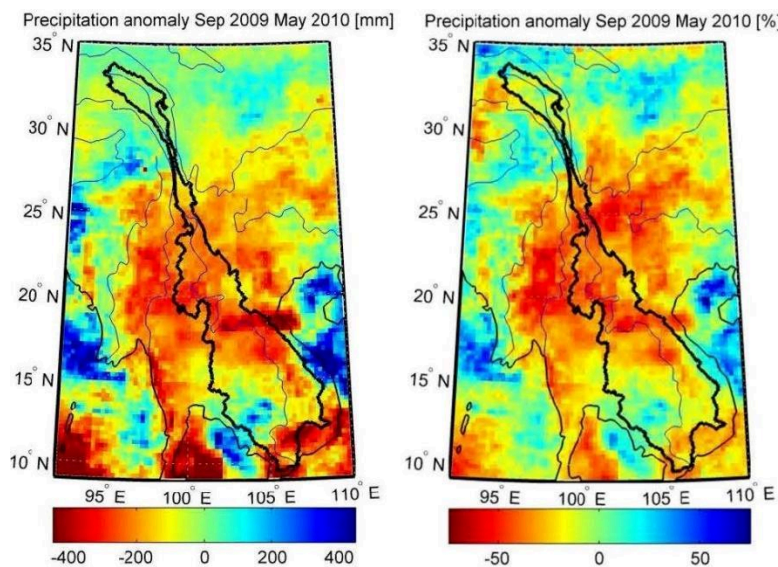 Precipitation anomaly Sep 2009 May 2010 [mm]
35° N
30° N
25° N
20° N
15° N
10° N
95° E
100° E
105° E
110° E
-400
-200
0
200
400
Precipitation anomaly Sep 2009 May 2010 [%]
35° N
30° N
25° N
20° N
15° N
10° N
95° E
100° E
105° E
110° E
-50
0
50